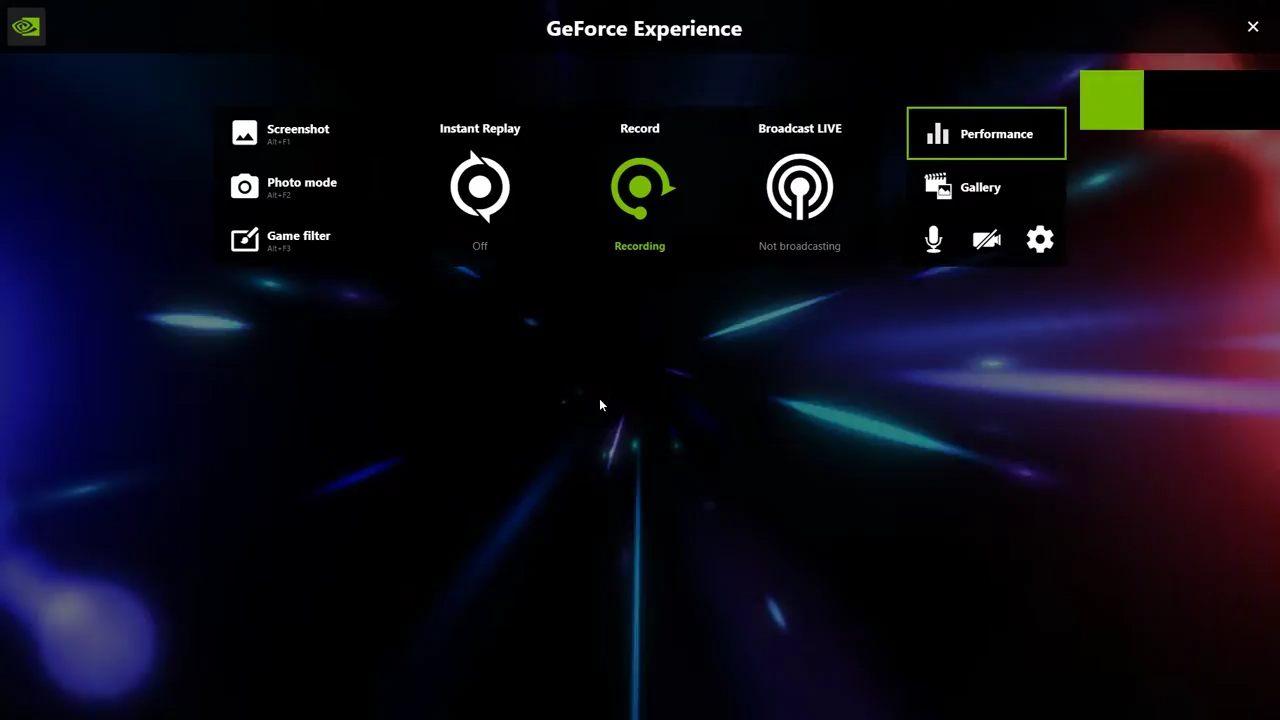 GeForce Experience
Screenshot
Alt+F1
Photo mode
Alt+F2
Game filter
Alt+F3
Instant Replay
Off
Record
Recording
Broadcast LIVE
Not broadcasting
Performance
Gallery